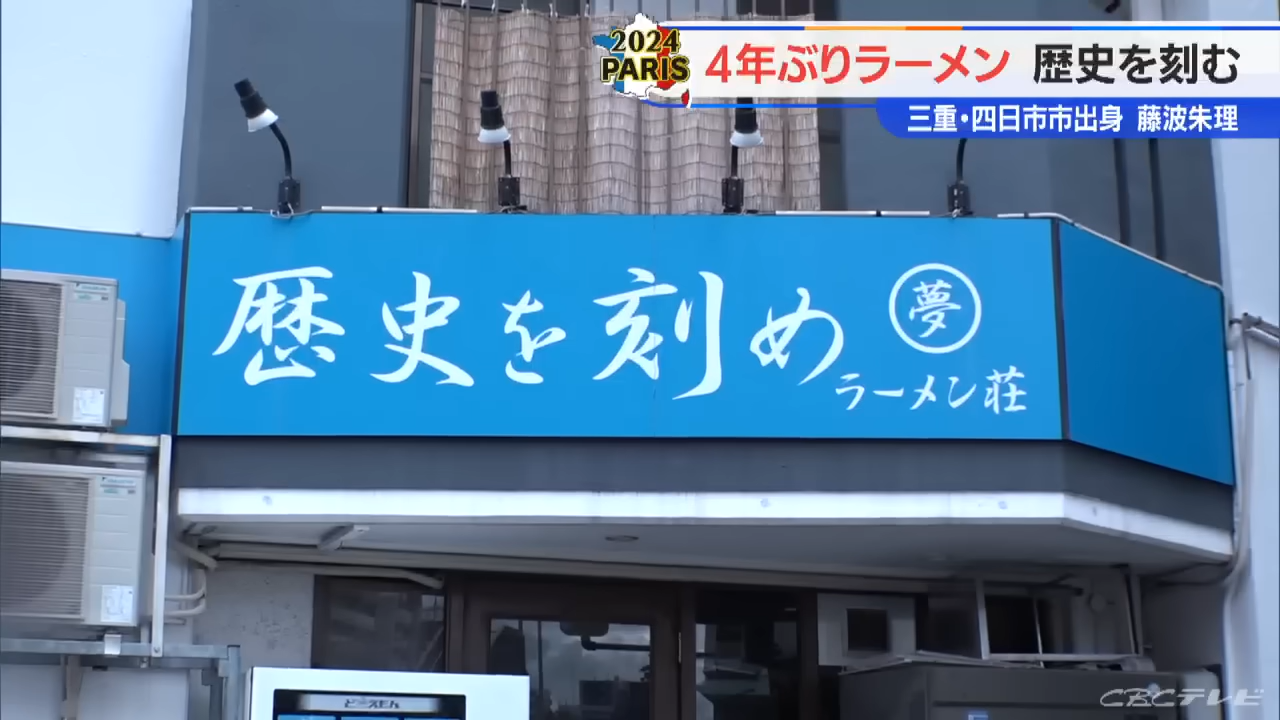 2024
PARIS
4年ぶりラーメン 歴史を刻む
三重・四日市市出身 藤波朱理
歴史を刻め
夢
ラーメン荘
CBCテレビ